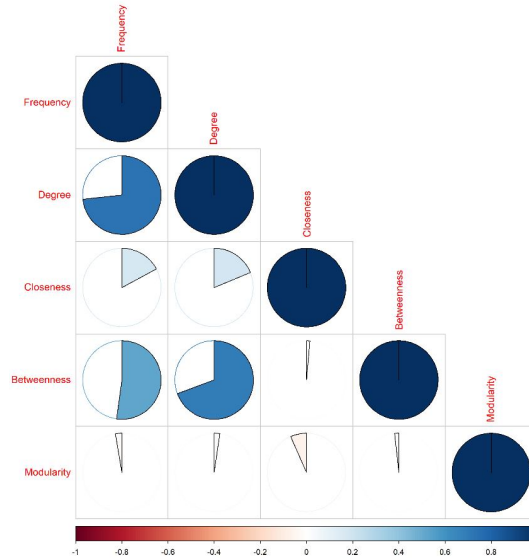 Frequency
Frequency
Degree
Degree
Closeness
Closeness
Betweenness
Betweenness
Modularity
Modularity
-1 -0.8 -0.6 -0.4 -0.2 0 0.2 0.4 0.6 0.8